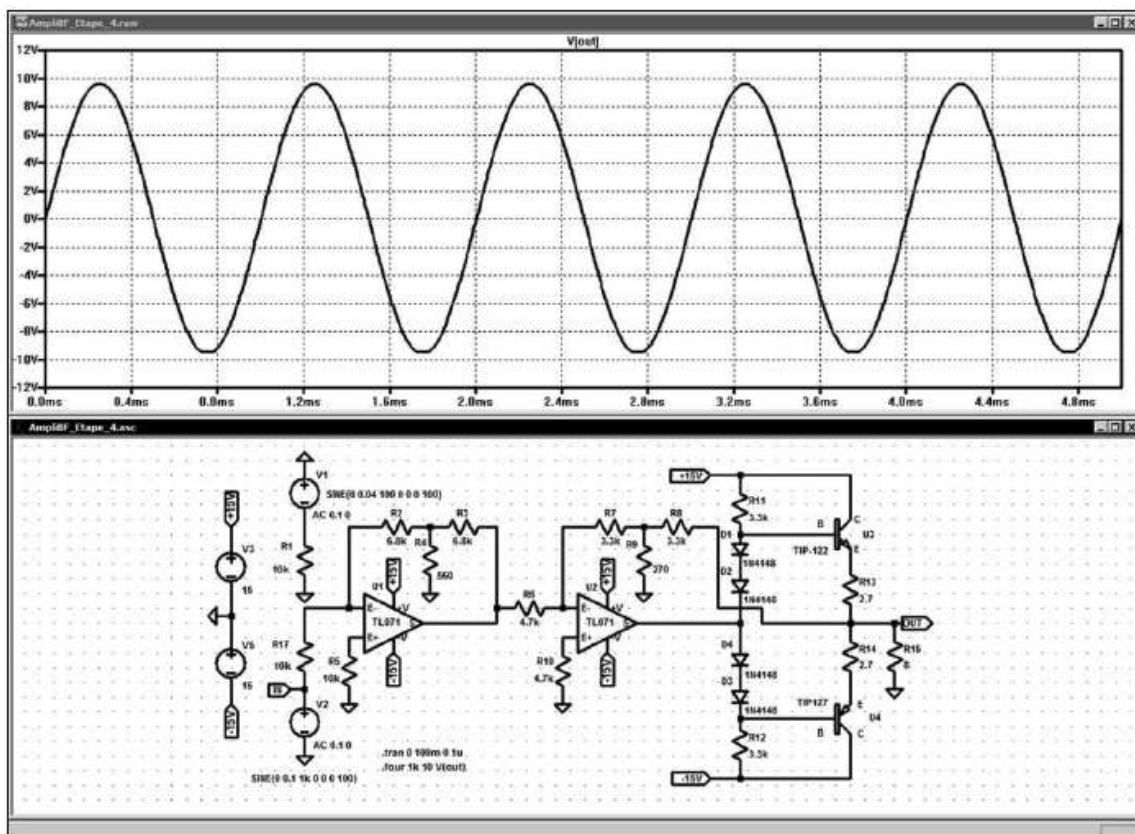 AmpliBF_Etape_4.raw
V[out]
12V
10V
8V
6V
4V
2V
0V
-2V
-4V
-6V
-8V
-10V
-12V
0.0ms 0.4ms 0.8ms 1.2ms 1.6ms 2.0ms 2.4ms 2.8ms 3.2ms 3.6ms 4.0ms 4.4ms 4.8ms
AmpliBF_Etape_4.asc
V1
SINE(0 0.04 100 0 0 0 100)
AC 0.1 0
R1
10k
R17
10k
IN
V2
AC 0.1 0
SINE(0 0.1 1k 0 0 0 100)
+15V
V3
15
V5
15
-15V
R2
6.8k
R3
6.8k
R4
560
U1
+15V
E-
+V
TL071
S
E+
-V
-15V
R5
10k
R6
4.7k
R7
3.3k
R8
3.3k
R9
270
U2
+15V
E-
+V
TL071
S
E+
-V
-15V
R10
4.7k
.tran 0 100m 0 1u
.four 1k 10 V(out)
+15V
R11
3.3k
D1
1N4148
D2
1N4148
D4
1N4148
D3
1N4148
R12
3.3k
-15V
B
C
U3
TIP-122
E
R13
2.7
OUT
R14
2.7
R15
8
TIP127
E
U4
B
C